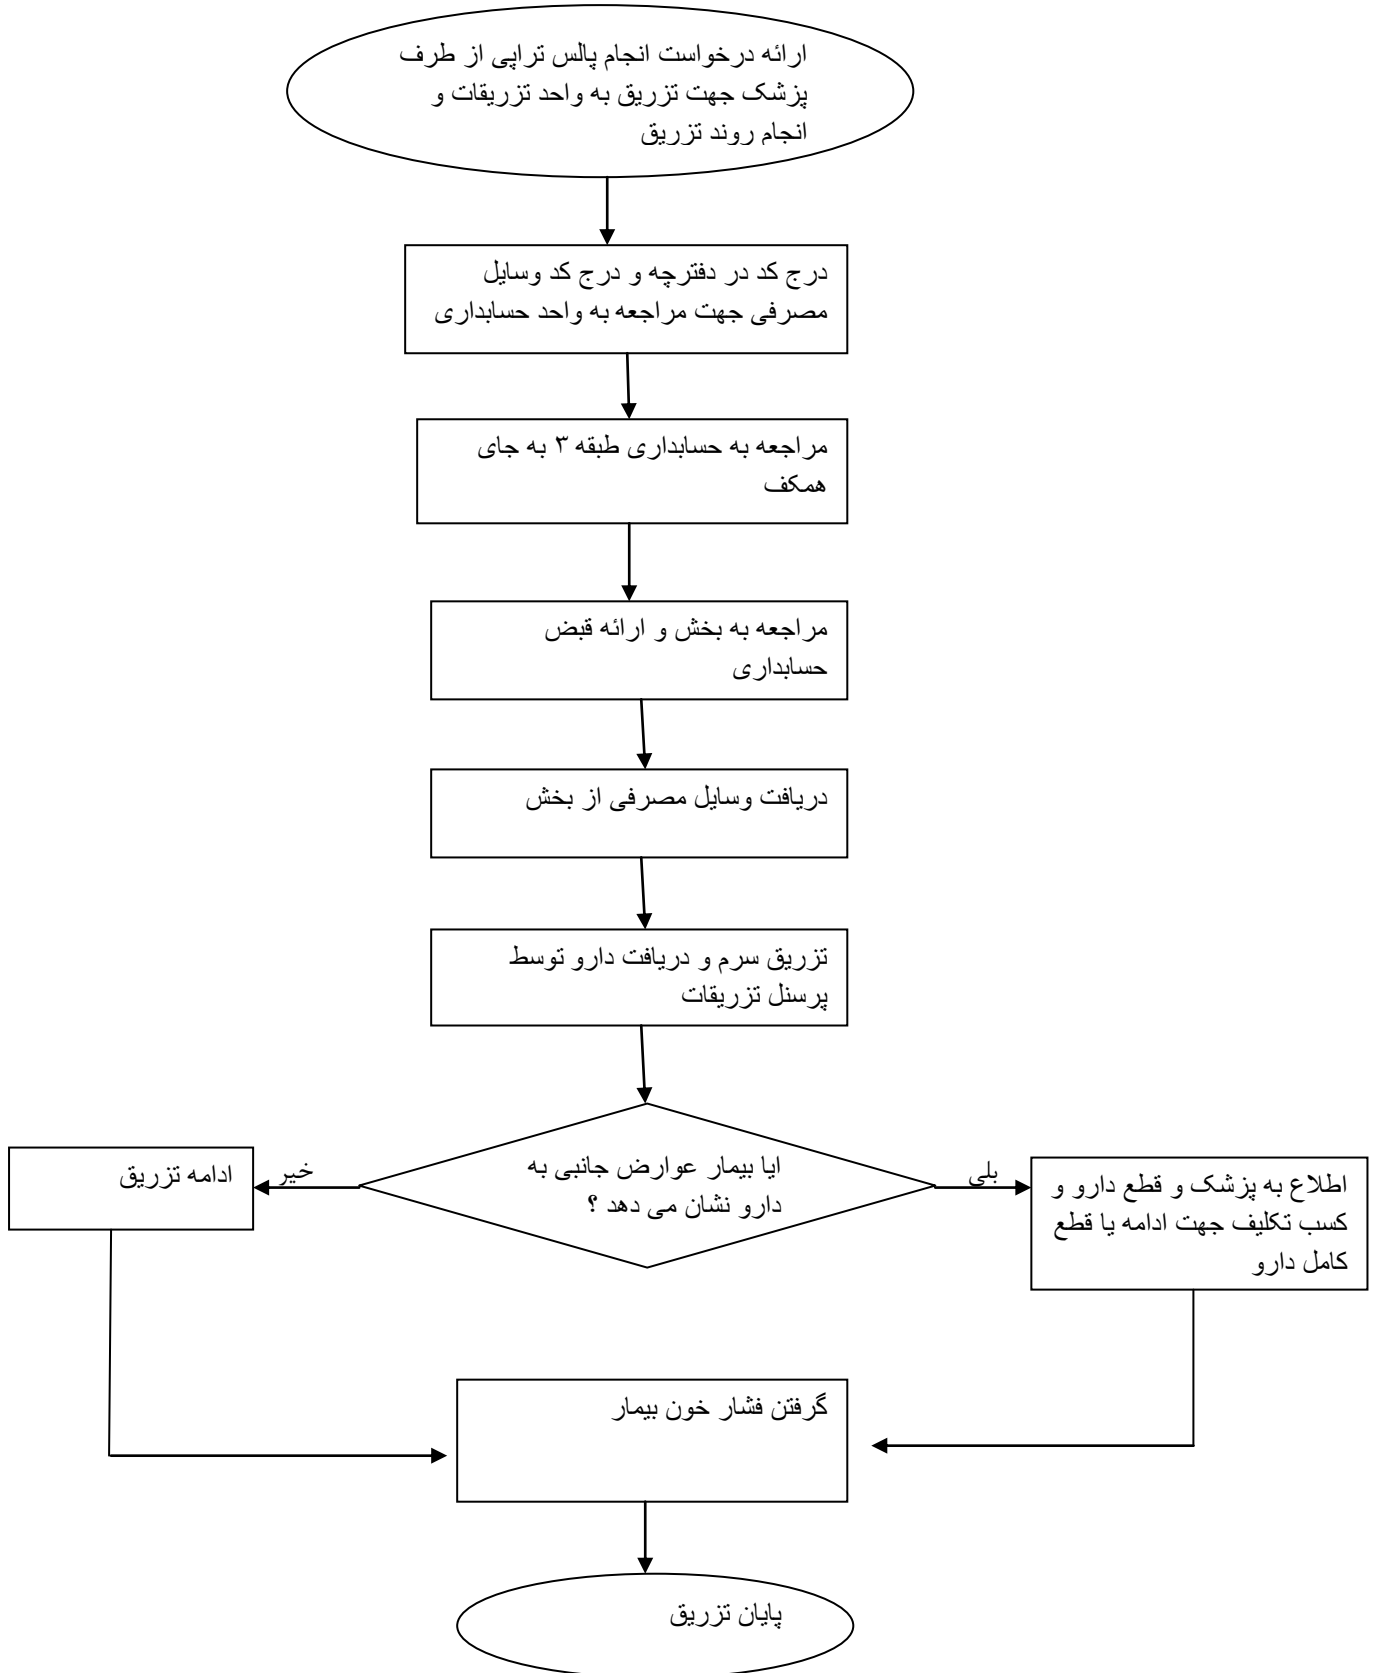 ارائه درخواست انجام پالس تراپی از طرف
پزشک جهت تزریق به واحد تزریقات و
انجام روند تزریق
درج کد در دفترچه و درج کد وسایل
مصرفی جهت مراجعه به واحد حسابداری
مراجعه به حسابداری طبقه ۳ به جای
همکف
مراجعه به بخش و ارائه قبض
حسابداری
دریافت وسایل مصرفی از بخش
تزریق سرم و دریافت دارو توسط
پرسنل تزریقات
ایا بیمار عوارض جانبی به
دارو نشان می دهد ؟
بلی
اطلاع به پزشک و قطع دارو و
کسب تکلیف جهت ادامه یا قطع
کامل دارو
خیر
ادامه تزریق
گرفتن فشار خون بیمار
پایان تزریق